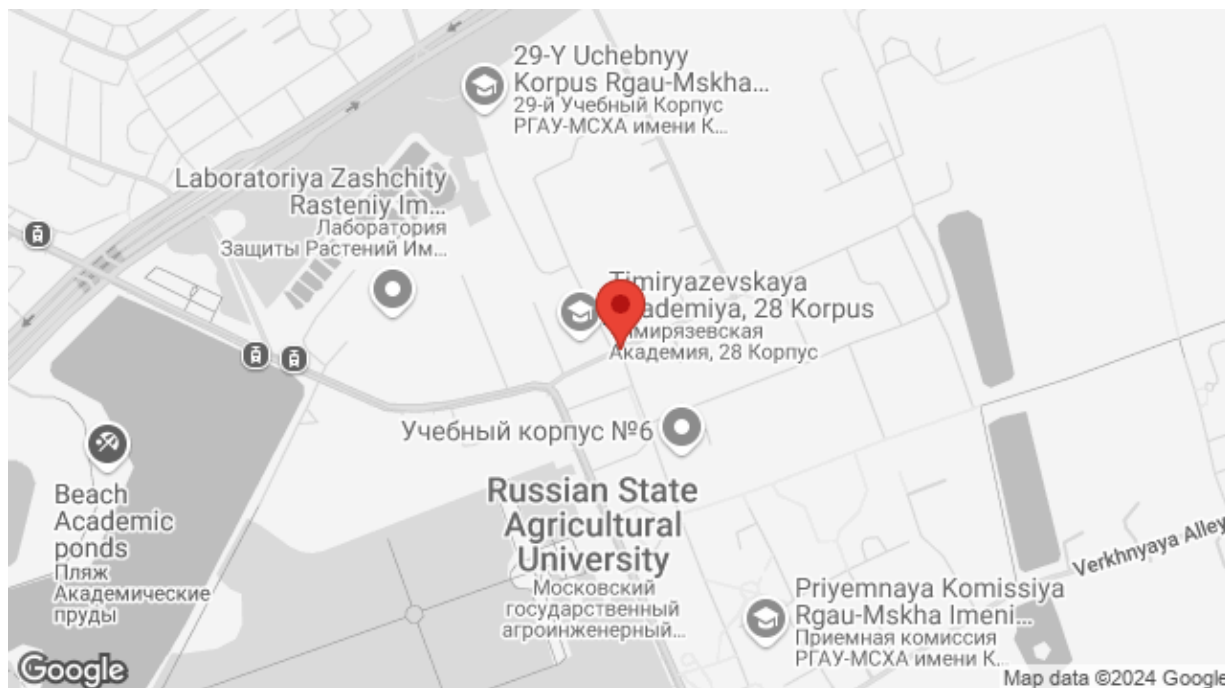 29-Y Uchebnyy
Korpus Rgau-Mskha...
29-й Учебный Корпус
РГАУ-МСХА имени К...
Laboratoriya Zashchity
Rasteniy Im...
Лаборатория
Защиты Растений Им...
Timiryazevskaya
Korpus
28
Академия, 28 Корпус
Учебный корпус №6
Russian State
Agricultural
University
Московский
государственный
агроинженерный...
Beach
Academic
ponds
Пляж
Академические
пруды
Verkhnyaya Alley
Priyemnaya Komissiya
Rgau-Mskha Imeni...
Приемная комиссия
РГАУ-МСХА имени К...
Google
Map data ©2024 Google